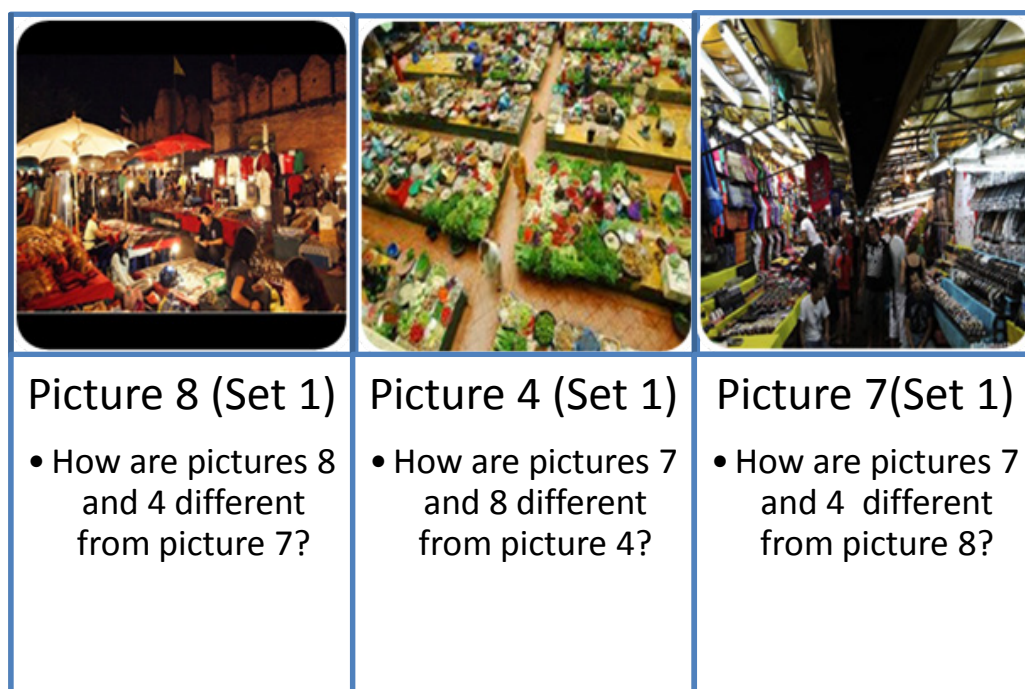 Picture 8 (Set 1)
• How are pictures 8
and 4 different
from picture 7?
Picture 4 (Set 1)
• How are pictures 7
and 8 different
from picture 4?
Picture 7(Set 1)
• How are pictures 7
and 4 different
from picture 8?